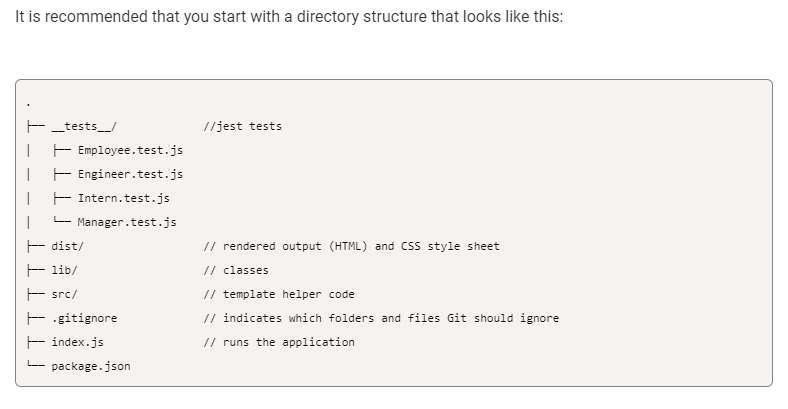 It is recommended that you start with a directory structure that looks like this:
.
├── __tests__/             //jest tests
│   ├── Employee.test.js
│   ├── Engineer.test.js
│   ├── Intern.test.js
│   └── Manager.test.js
├── dist/                  // rendered output (HTML) and CSS style sheet
├── lib/                   // classes
├── src/                   // template helper code
├── .gitignore             // indicates which folders and files Git should ignore
├── index.js               // runs the application
└── package.json